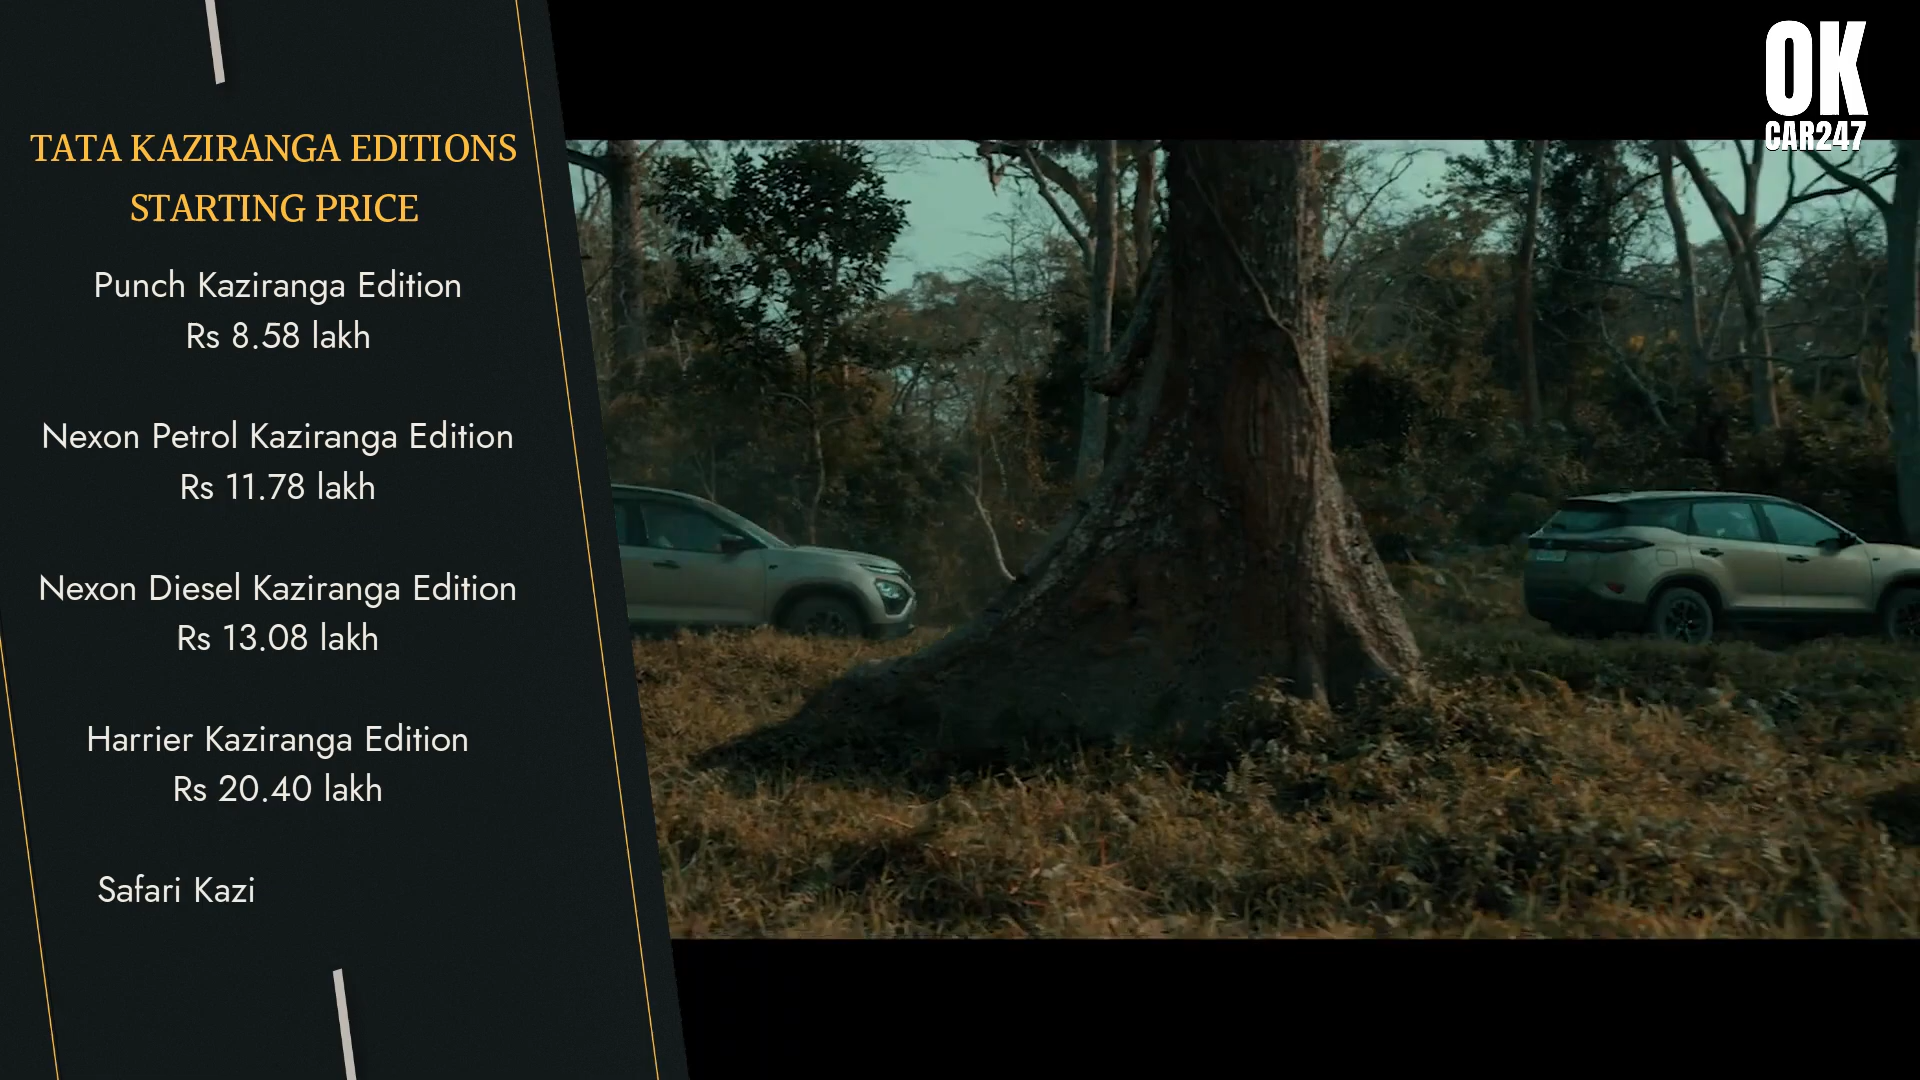 TATA KAZIRANGA EDITIONS
STARTING PRICE
Punch Kaziranga Edition
Rs 8.58 lakh
Nexon Petrol Kaziranga Edition
Rs 11.78 lakh
Nexon Diesel Kaziranga Edition
Rs 13.08 lakh
Harrier Kaziranga Edition
Rs 20.40 lakh
Safari Kazi
OK
CAR247